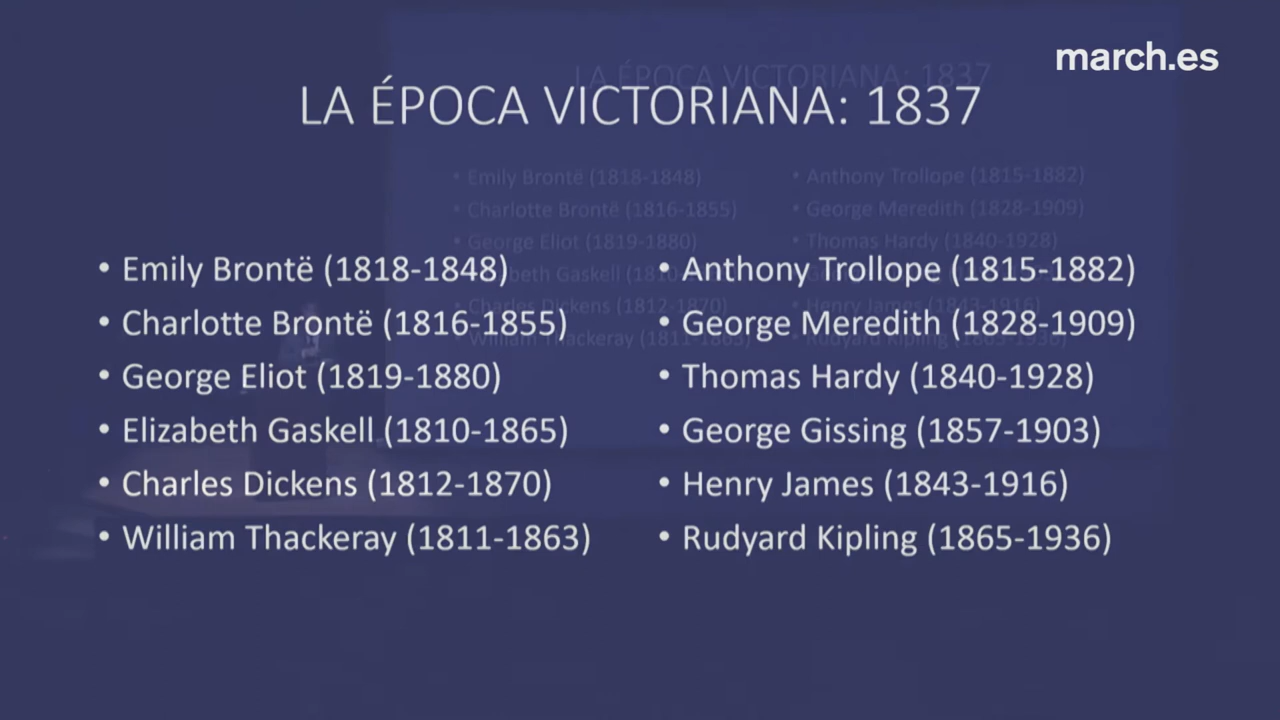 march.es
LA ÉPOCA VICTORIANA: 1837
• Emily Brontë (1818-1848)
• Charlotte Brontë (1816-1855)
• George Eliot (1819-1880)
• Elizabeth Gaskell (1810-1865)
• Charles Dickens (1812-1870)
• William Thackeray (1811-1863)
• Anthony Trollope (1815-1882)
• George Meredith (1828-1909)
• Thomas Hardy (1840-1928)
• George Gissing (1857-1903)
• Henry James (1843-1916)
• Rudyard Kipling (1865-1936)